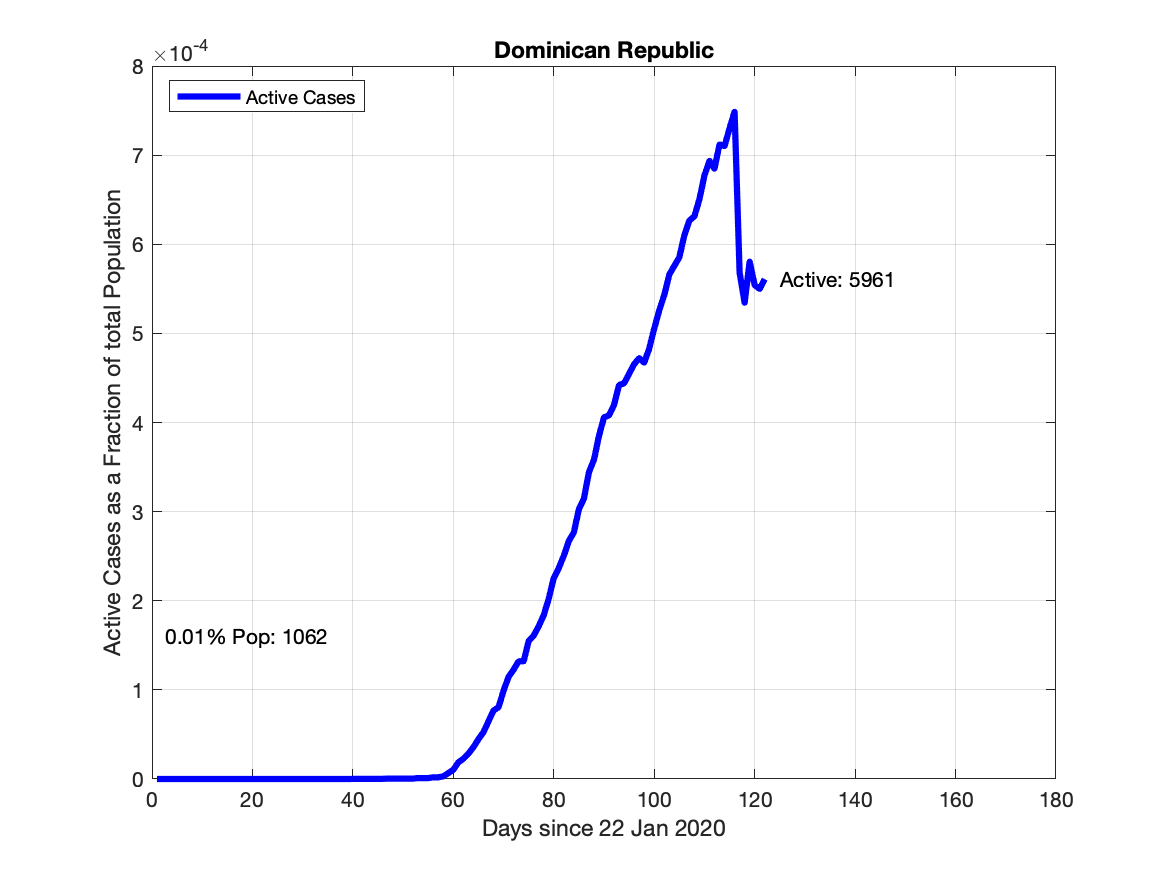 Dominican Republic
×10-4
Active Cases
8
7
6
5
4
3
2
1
0
Active Cases as a Fraction of total Population
Active: 5961
0.01% Pop: 1062
0 20 40 60 80 100 120 140 160 180
Days since 22 Jan 2020